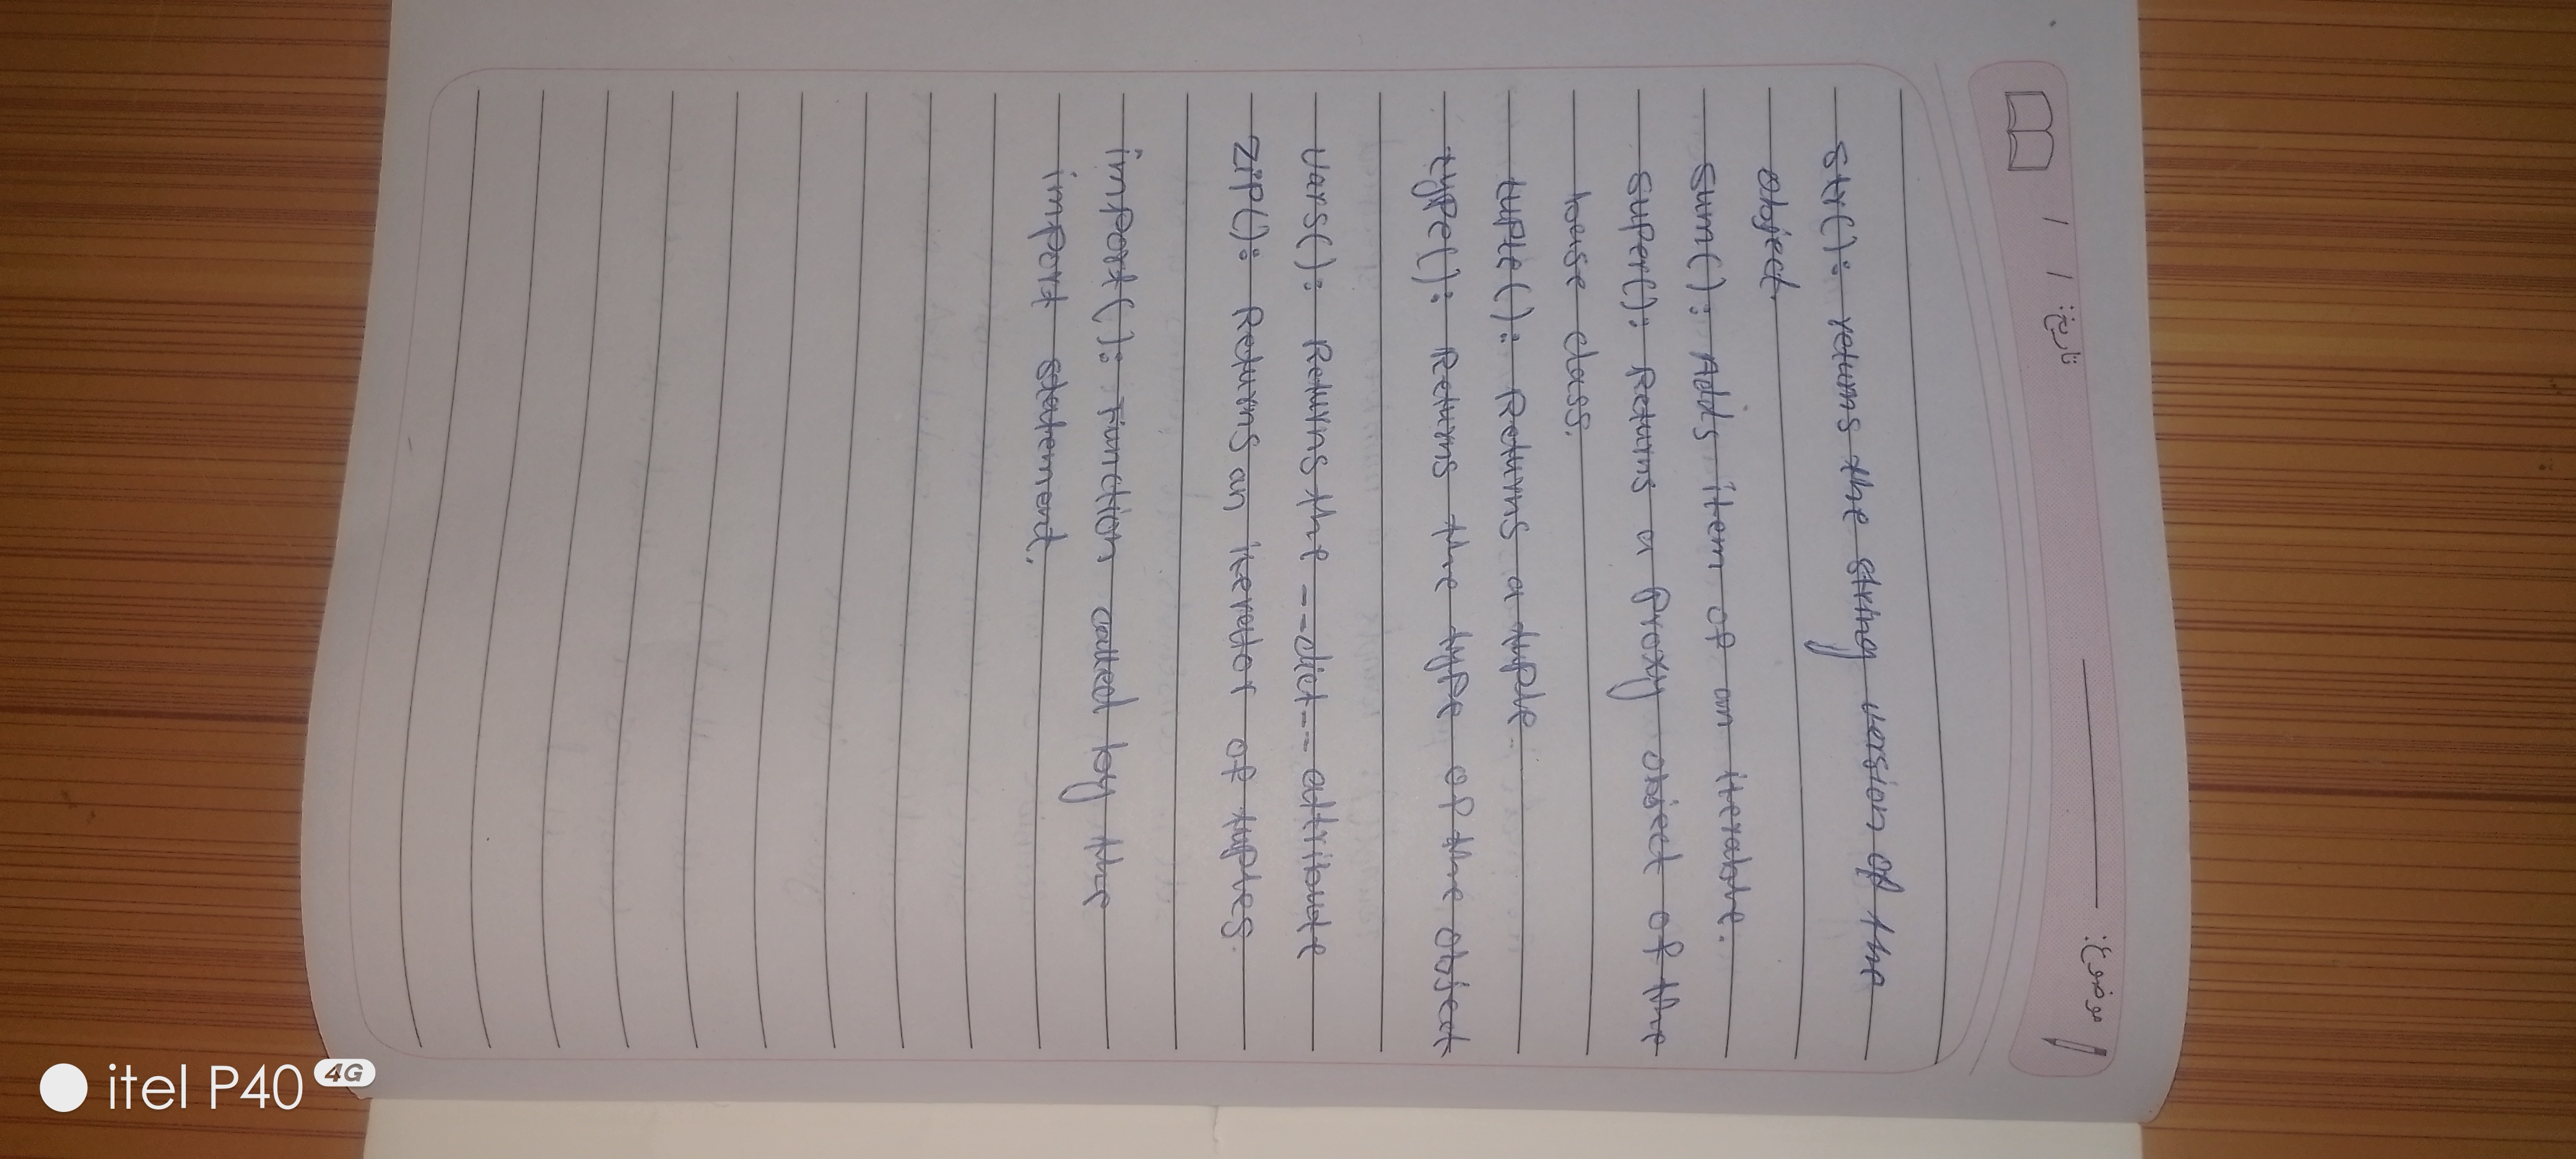 تاریخ: / /
موضوع:
str(): returns the string version of the
object.
sum(): Adds item of an iterable.
super(): Returns a proxy object of the
base class.
tuple(): Returns a tuple.
type(): Returns the type of the object
vars(): Returns the __dict__ attribute
zip(): Returns an iterator of tuples.
import(): Function called by the
import statement.
itel P40 4G